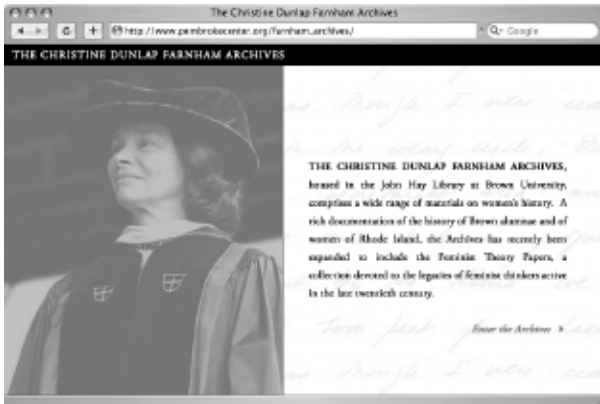 The Christine Dunlap Farnham Archives
http://www.pembrokecenter.org/farnham_archives/
Google
THE CHRISTINE DUNLAP FARNHAM ARCHIVES
THE CHRISTINE DUNLAP FARNHAM ARCHIVES,
housed in the John Hay Library at Brown University,
comprises a wide range of materials on women's history. A
rich documentation of the history of Brown alumnae and of
women of Rhode Island, the Archives has recently been
expanded to include the Feminist Theory Papers, a
collection devoted to the legacies of feminist thinkers active
in the late twentieth century.
Enter the Archives